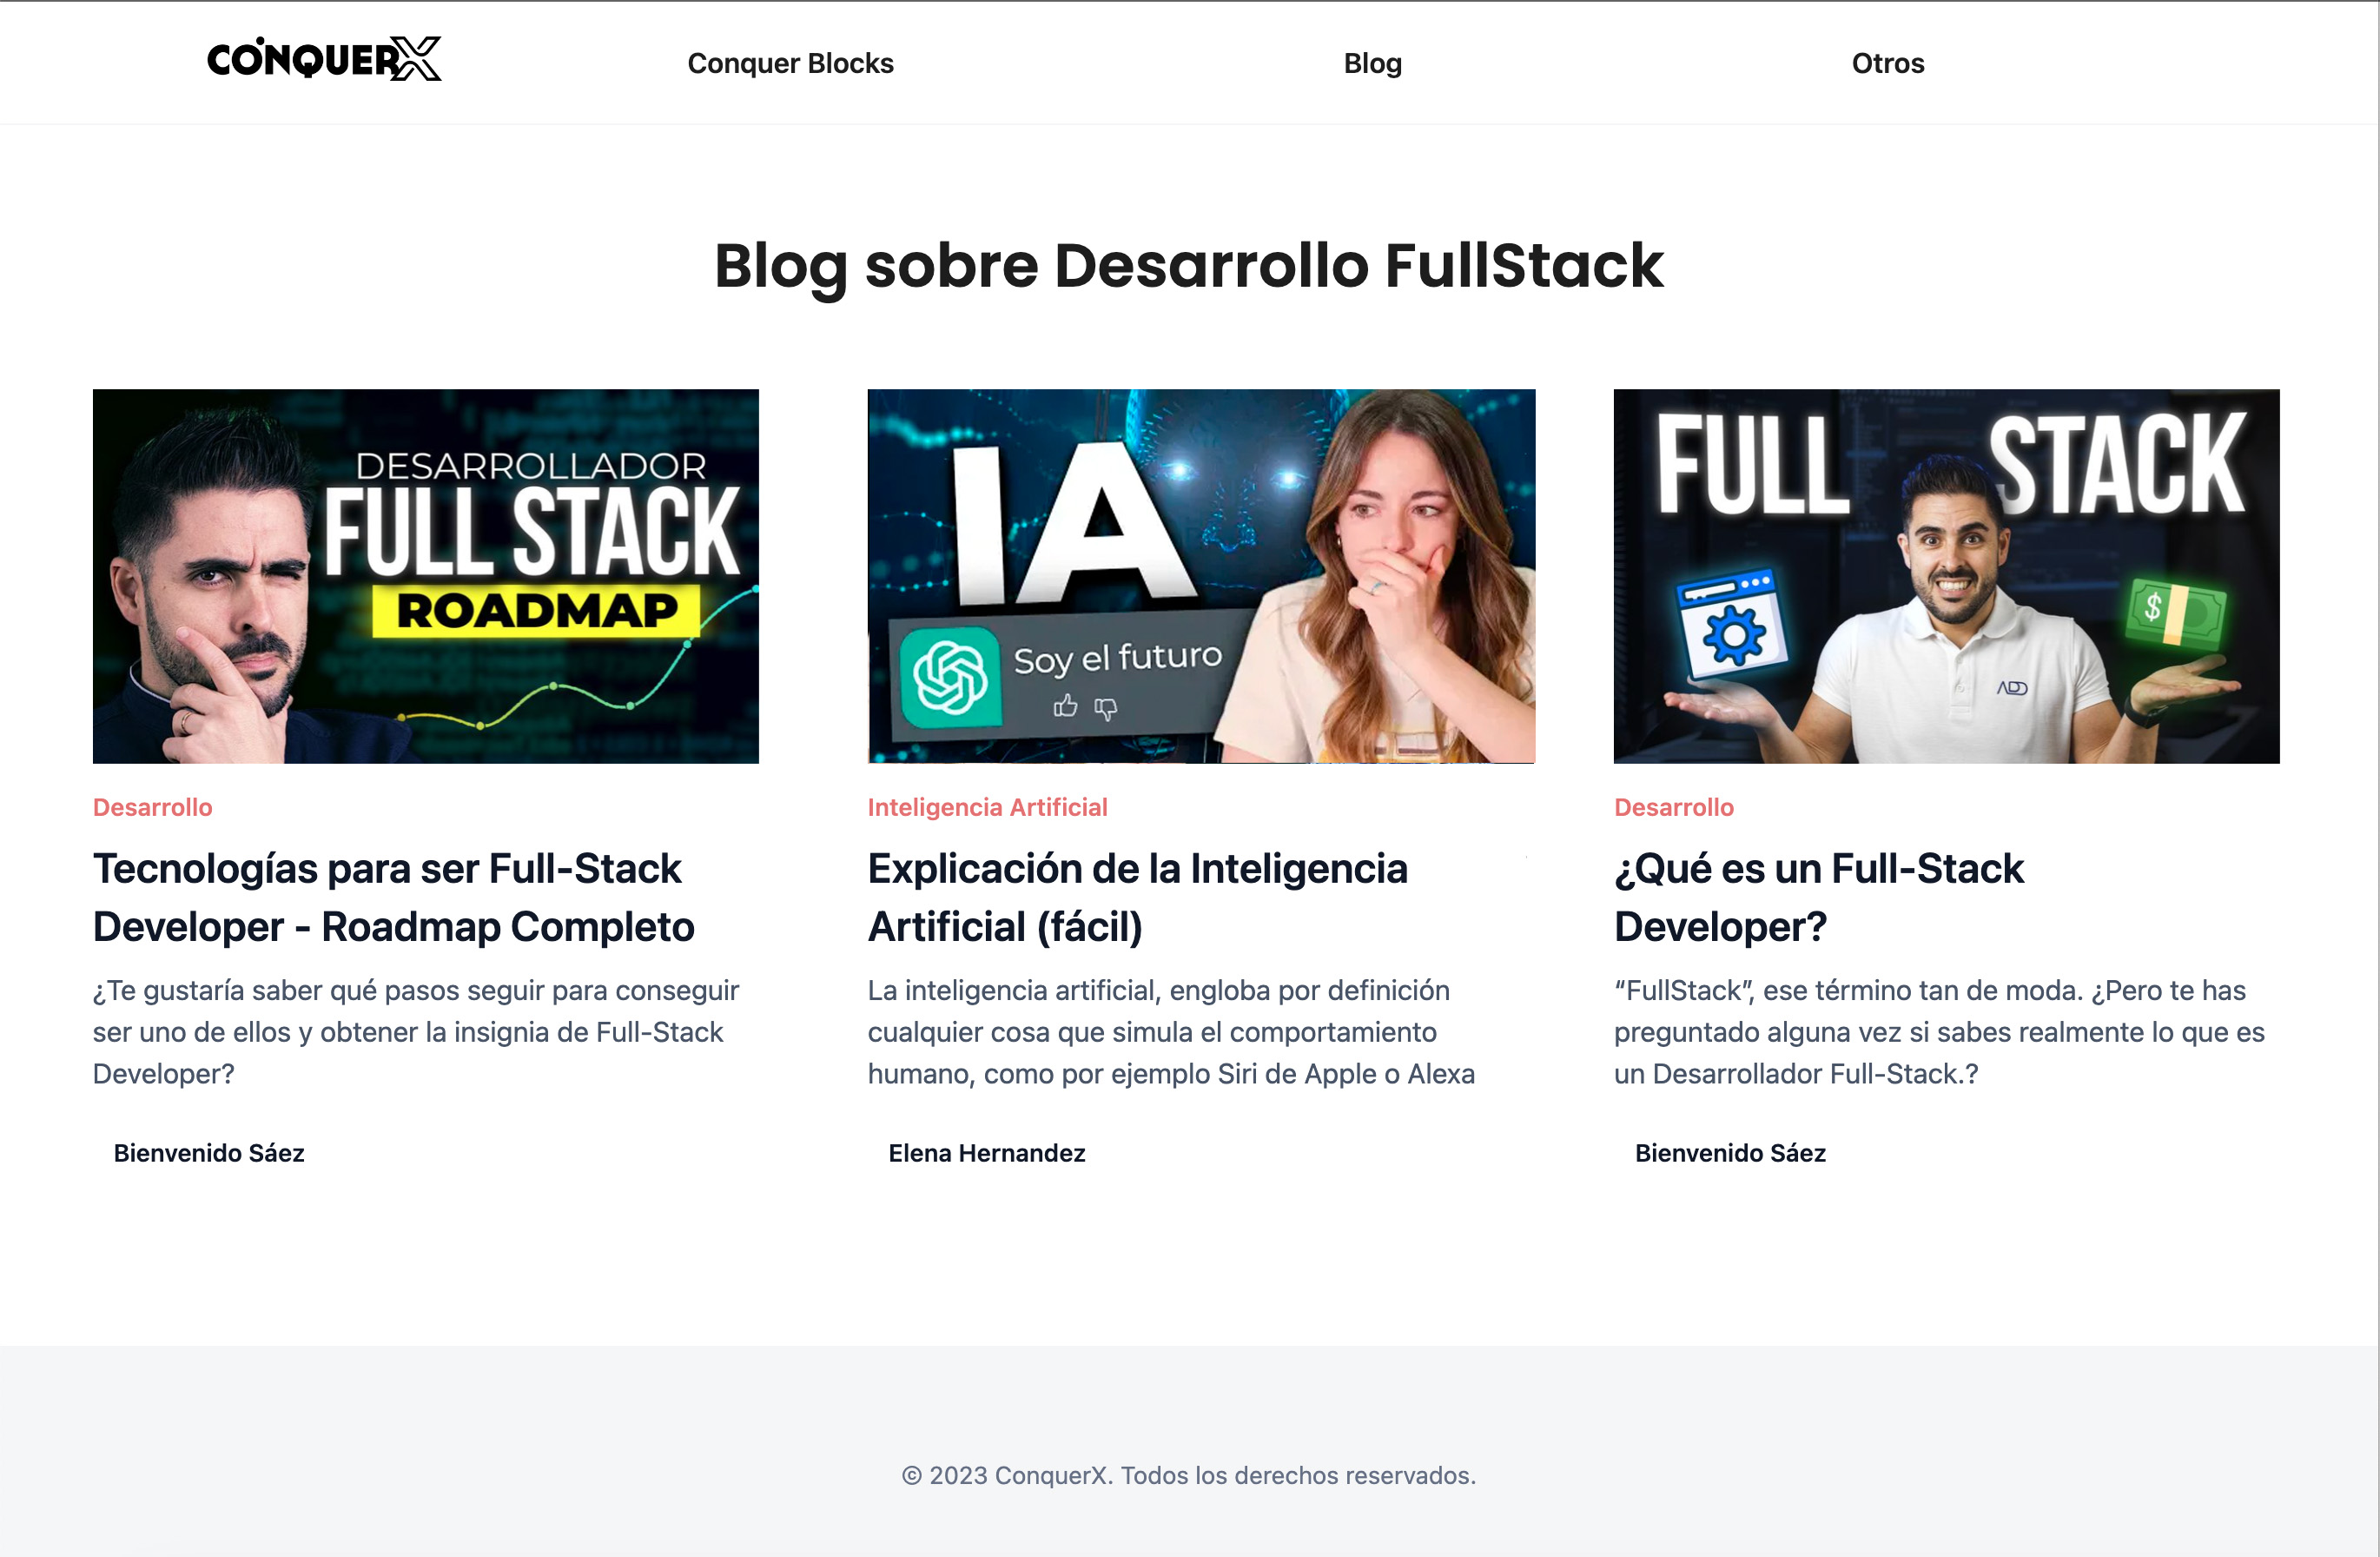 CONQUERX
Conquer Blocks
Blog
Otros
Blog sobre Desarrollo FullStack
DESARROLLADOR
FULL STACK
ROADMAP
IA
Soy el futuro
FULL STACK
$
ADD
Desarrollo
Tecnologías para ser Full-Stack
Developer - Roadmap Completo
¿Te gustaría saber qué pasos seguir para conseguir
ser uno de ellos y obtener la insignia de Full-Stack
Developer?
Bienvenido Sáez
Inteligencia Artificial
Explicación de la Inteligencia
Artificial (fácil)
La inteligencia artificial, engloba por definición
cualquier cosa que simula el comportamiento
humano, como por ejemplo Siri de Apple o Alexa
Elena Hernandez
Desarrollo
¿Qué es un Full-Stack
Developer?
“FullStack”, ese término tan de moda. ¿Pero te has
preguntado alguna vez si sabes realmente lo que es
un Desarrollador Full-Stack.?
Bienvenido Sáez
© 2023 ConquerX. Todos los derechos reservados.